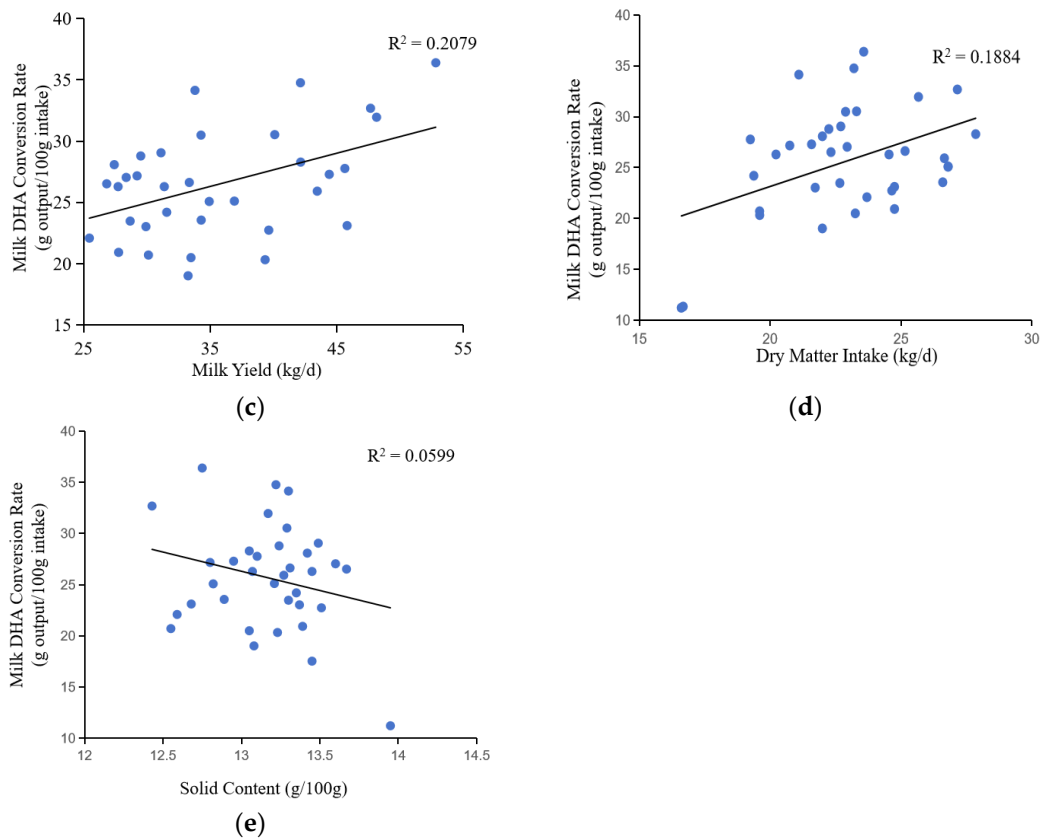 40
35
30
25
20
15
25
35
45
55
R² = 0.2079
Milk DHA Conversion Rate
(g output/100g intake)
Milk Yield (kg/d)
(c)
40
35
30
25
20
15
10
15
20
25
30
R² = 0.1884
Milk DHA Conversion Rate
(g output/100g intake)
Dry Matter Intake (kg/d)
(d)
40
35
30
25
20
15
10
12
12.5
13
13.5
14
14.5
R² = 0.0599
Milk DHA Conversion Rate
(g output/100g intake)
Solid Content (g/100g)
(e)